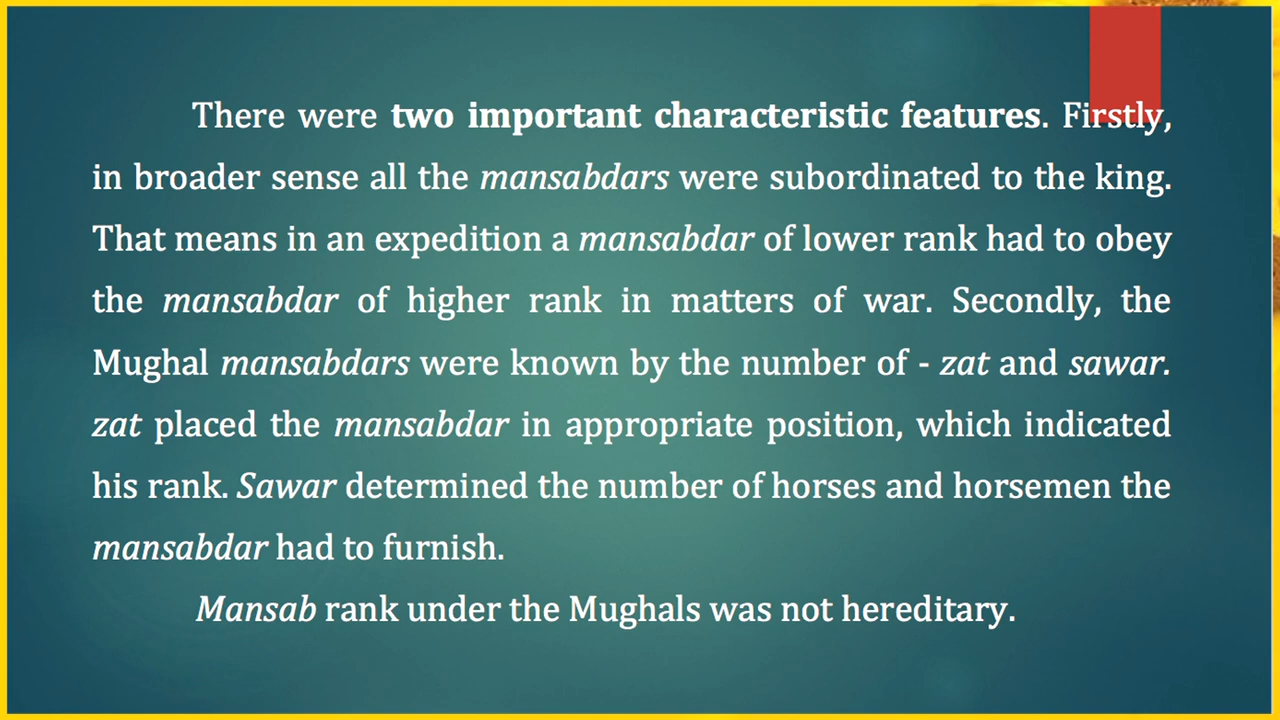 There were two important characteristic features. Firstly,
in broader sense all the mansabdars were subordinated to the king.
That means in an expedition a mansabdar of lower rank had to obey
the mansabdar of higher rank in matters of war. Secondly, the
Mughal mansabdars were known by the number of - zat and sawar.
zat placed the mansabdar in appropriate position, which indicated
his rank. Sawar determined the number of horses and horsemen the
mansabdar had to furnish.
Mansab rank under the Mughals was not hereditary.